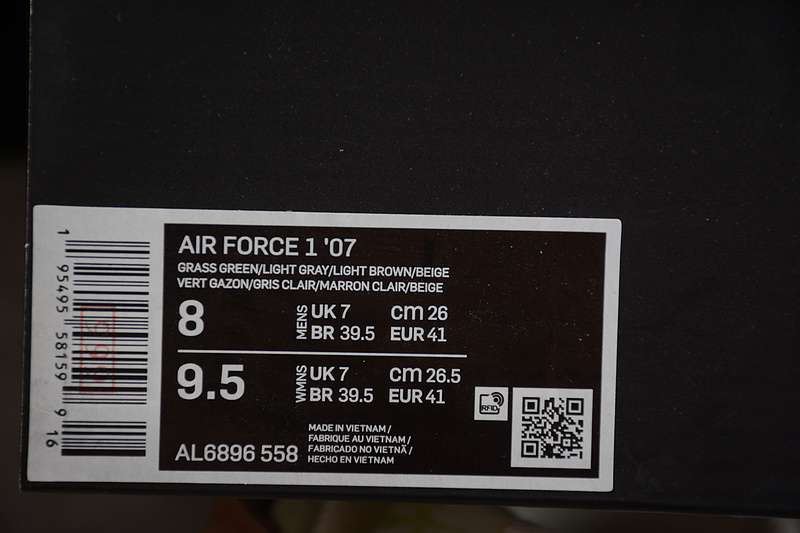 AIR FORCE 1 '07
GRASS GREEN/LIGHT GRAY/LIGHT BROWN/BEIGE
VERT GAZON/GRIS CLAIR/MARRON CLAIR/BEIGE
8
MENS
UK 7
cm 26
BR 39.5
EUR 41
9.5
WMNS
UK 7
cm 26.5
BR 39.5
EUR 41
AL6896 558
MADE IN VIETNAM /
FABRIQUE AU VIETNAM /
FABRICADO NO VIETNÃ /
HECHO EN VIETNAM
RFID
1 95495 58159 9 16